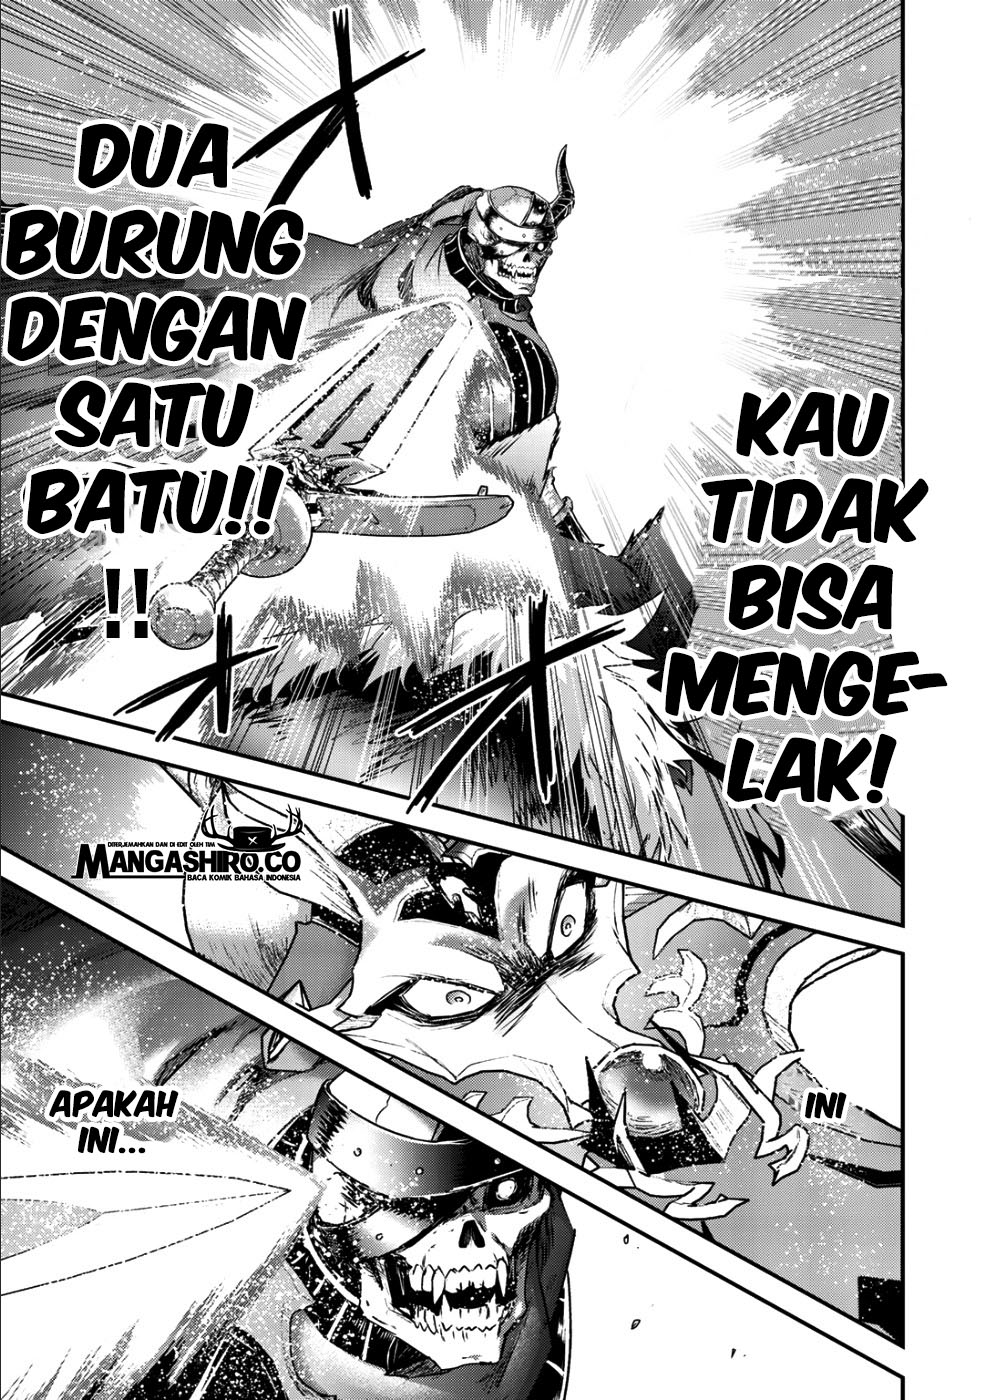 KAU
TIDAK
BISA
MENGE-
LAK!
DUA
BURUNG
DENGAN
SATU
BATU!!
!!
DITERJEMAHKAN DAN DI EDIT OLEH TIM
MANGASHIRO.CO
BACA KOMIK BAHASA INDONESIA
INI
APAKAH
INI...